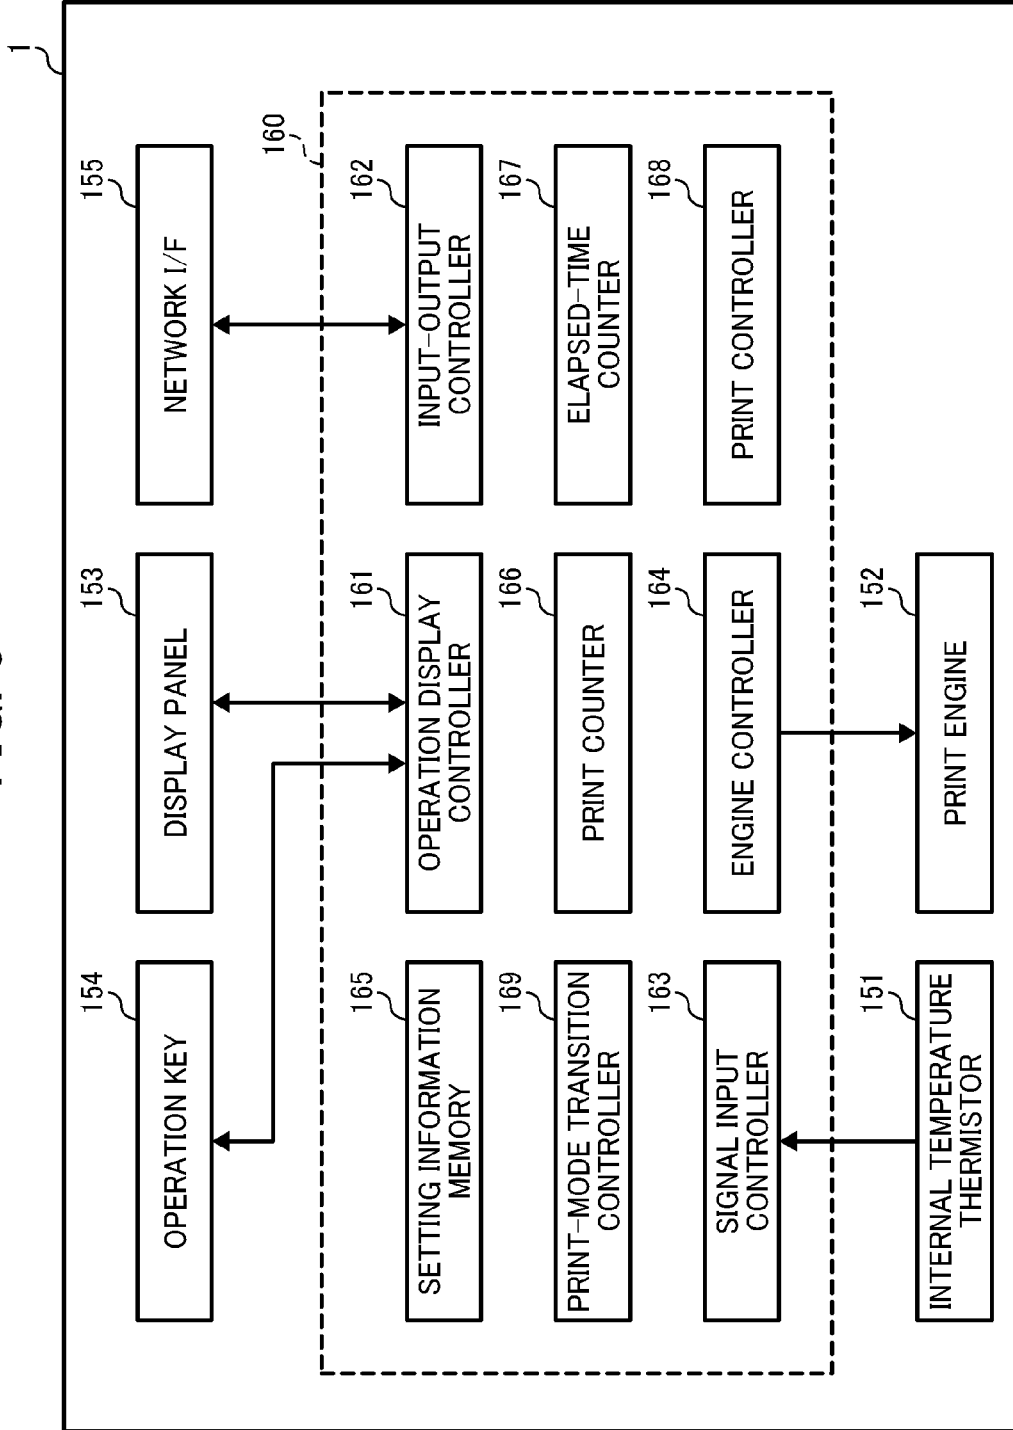 1
154
OPERATION KEY
153
DISPLAY PANEL
155
NETWORK I/F
160
165
SETTING INFORMATION
MEMORY
161
OPERATION DISPLAY
CONTROLLER
162
INPUT-OUTPUT
CONTROLLER
169
PRINT-MODE TRANSITION
CONTROLLER
166
PRINT COUNTER
167
ELAPSED-TIME
COUNTER
163
SIGNAL INPUT
CONTROLLER
164
ENGINE CONTROLLER
168
PRINT CONTROLLER
151
INTERNAL TEMPERATURE
THERMISTOR
152
PRINT ENGINE